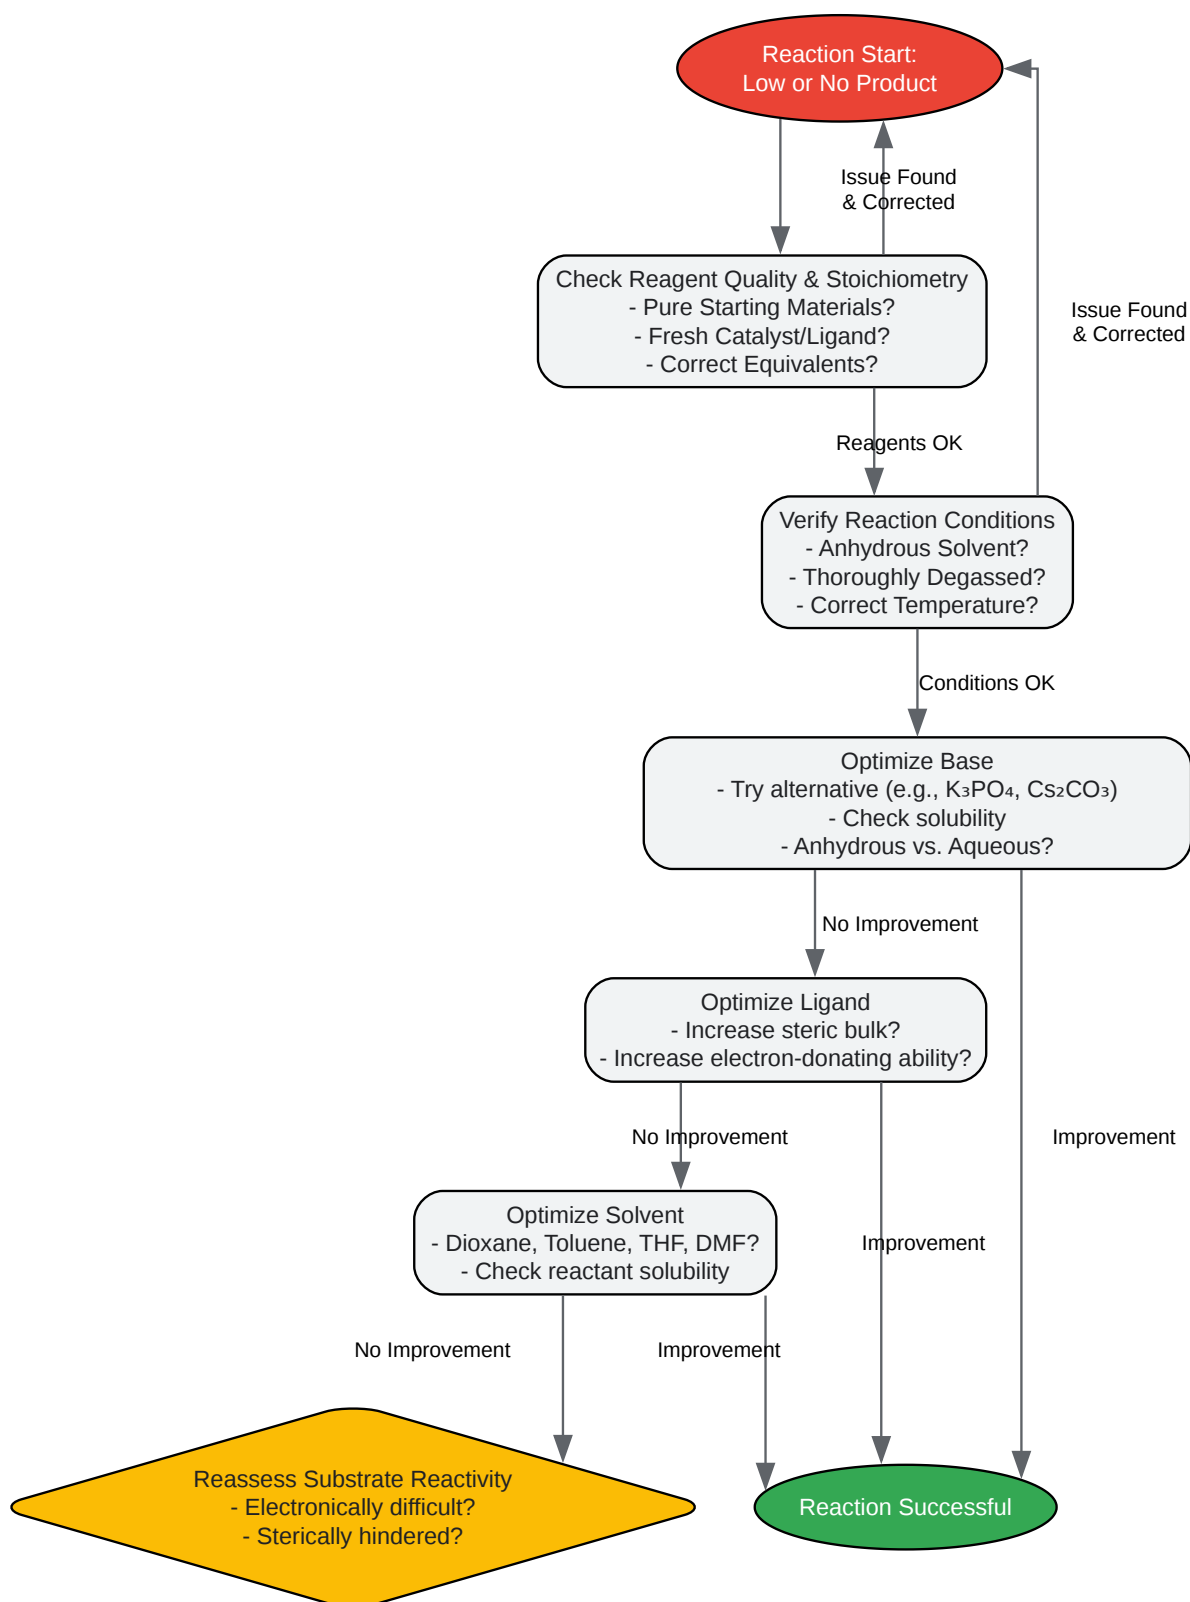 Reaction Start:
Low or No Product
Issue Found
& Corrected
Check Reagent Quality & Stoichiometry
- Pure Starting Materials?
- Fresh Catalyst/Ligand?
- Correct Equivalents?
Issue Found
& Corrected
Reagents OK
Verify Reaction Conditions
- Anhydrous Solvent?
- Thoroughly Degassed?
- Correct Temperature?
Conditions OK
Optimize Base
- Try alternative (e.g., K₃PO₄, Cs₂CO₃)
- Check solubility
- Anhydrous vs. Aqueous?
No Improvement
Optimize Ligand
- Increase steric bulk?
- Increase electron-donating ability?
No Improvement
Improvement
Optimize Solvent
- Dioxane, Toluene, THF, DMF?
- Check reactant solubility
Improvement
No Improvement
Improvement
Reassess Substrate Reactivity
- Electronically difficult?
- Sterically hindered?
Reaction Successful